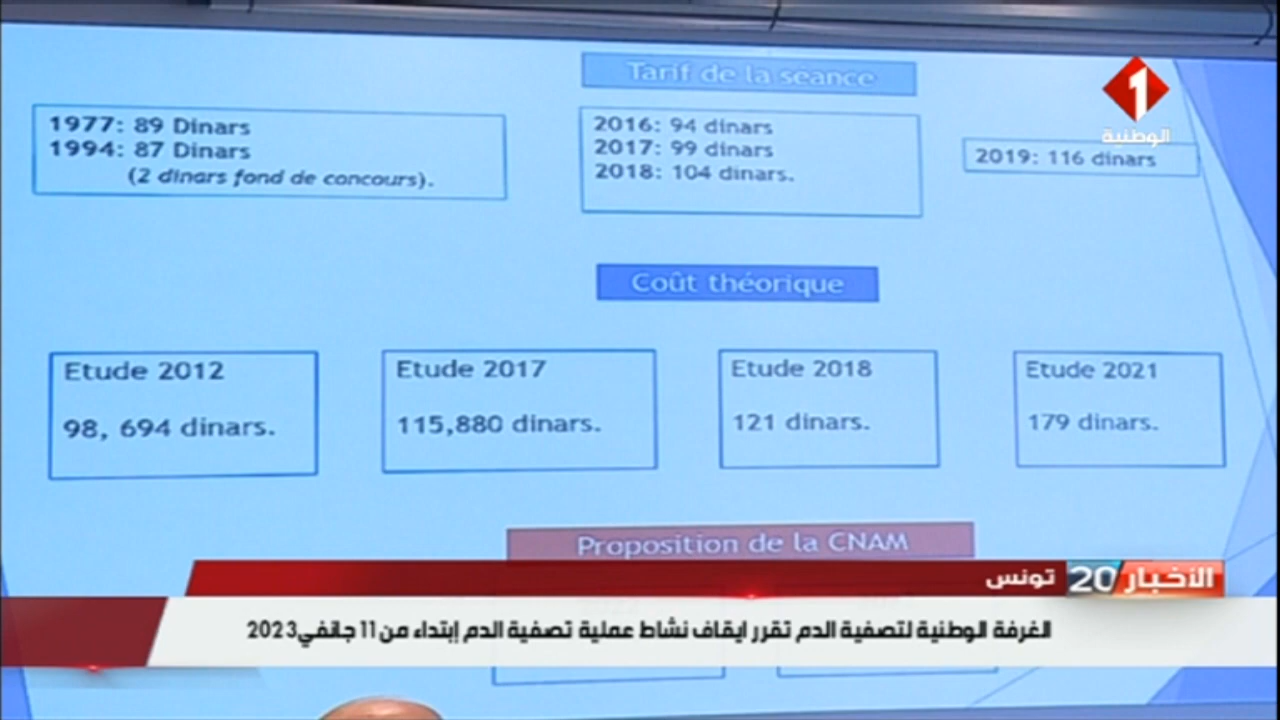 Tarif de la séance
1977: 89 Dinars
1994: 87 Dinars
(2 dinars fond de concours).
2016: 94 dinars
2017: 99 dinars
2018: 104 dinars.
2019: 116 dinars
1
الوطنية
Coût théorique
Etude 2012
98, 694 dinars.
Etude 2017
115,880 dinars.
Etude 2018
121 dinars.
Etude 2021
179 dinars.
Proposition de la CNAM
الأخبار 20 تونس
الغرفة الوطنية لتصفية الدم تقرر ايقاف نشاط عملية تصفية الدم إبتداء من 11 جانفي2023